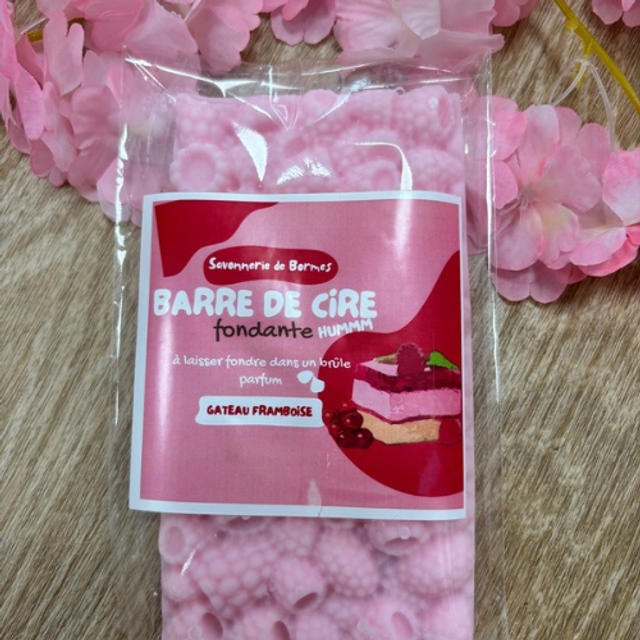 Savonnerie de Bormes
BARRE DE CiRE
fondante HUMMM
à laisser fondre dans un brûle
parfum
GATEAU FRAMBOiSE